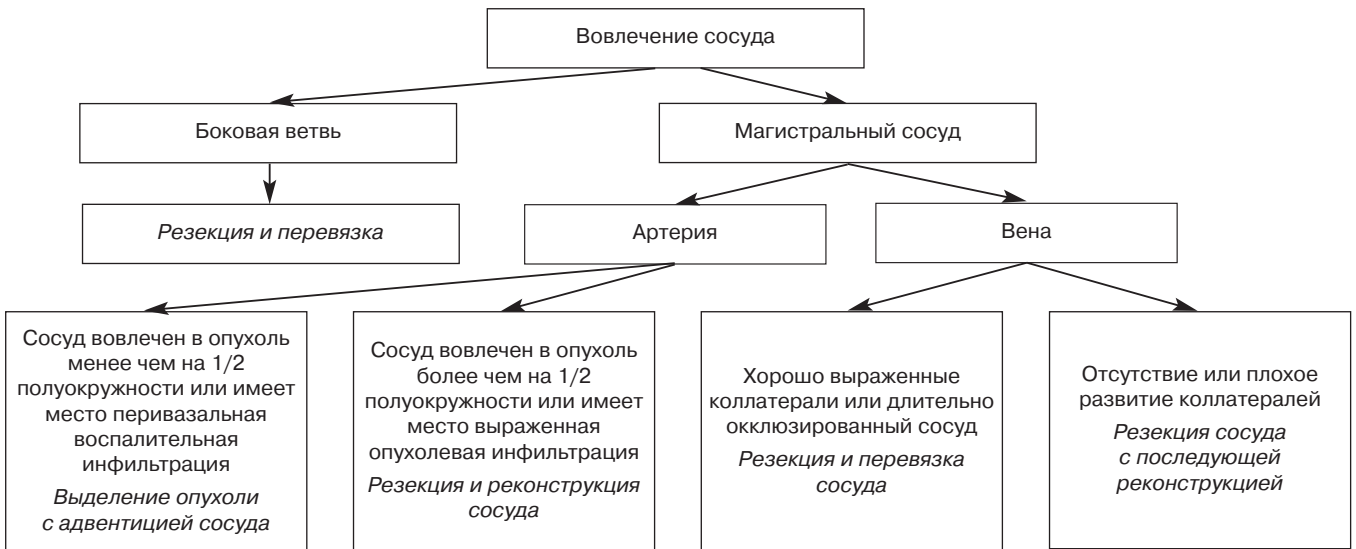 Вовлечение сосуда
Боковая ветвь
Магистральный сосуд
Резекция и перевязка
Артерия
Вена
Сосуд вовлечен в опухоль
менее чем на 1/2
полуокружности или имеет
место перивазальная
воспалительная
инфильтрация
Выделение опухоли
с адвентицией сосуда
Сосуд вовлечен в опухоль
более чем на 1/2
полуокружности или имеет
место выраженная
опухолевая инфильтрация
Резекция и реконструкция
сосуда
Хорошо выраженные
коллатерали или длительно
окклюзированный сосуд
Резекция и перевязка
сосуда
Отсутствие или плохое
развитие коллатералей
Резекция сосуда
с последующей
реконструкцией